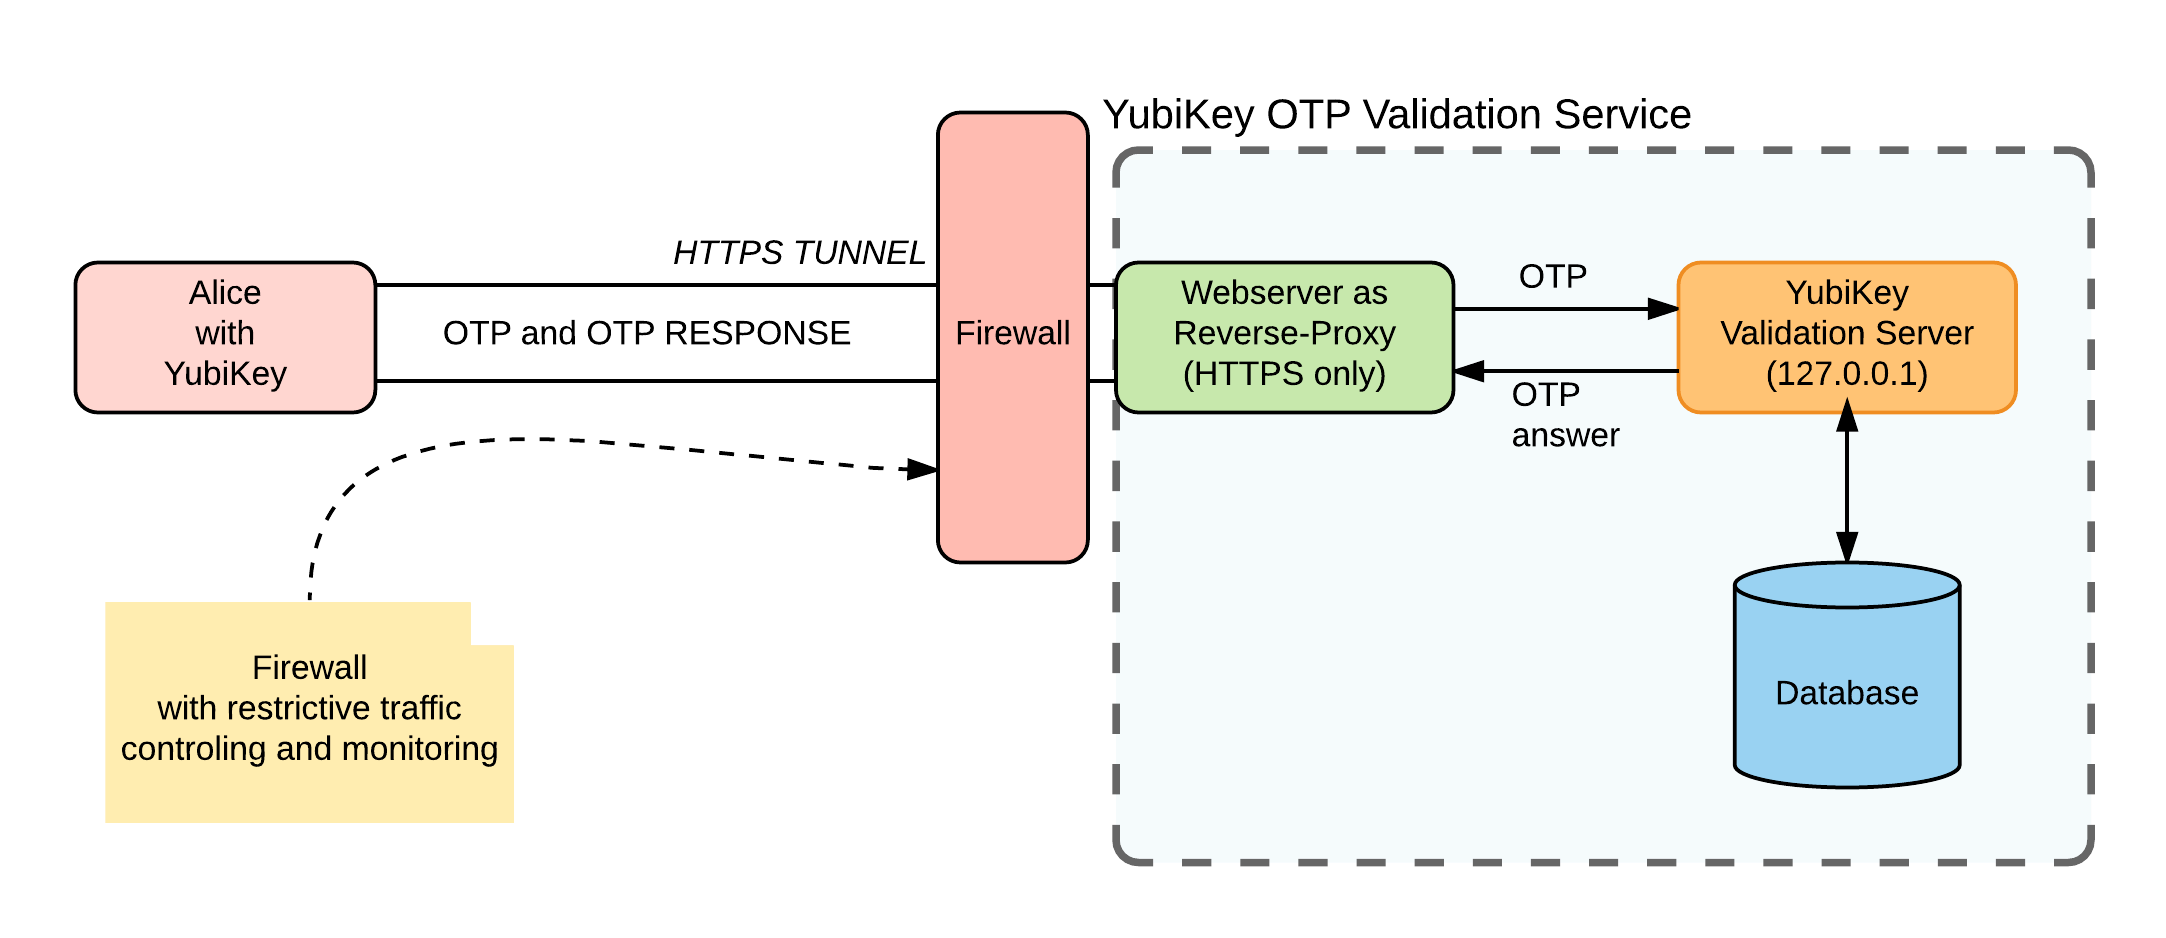 YubiKey OTP Validation Service
HTTPS TUNNEL
Alice
with
YubiKey
OTP and OTP RESPONSE
Firewall
Webserver as
Reverse-Proxy
(HTTPS only)
OTP
YubiKey
Validation Server
(127.0.0.1)
OTP
answer
Firewall
with restrictive traffic
controling and monitoring
Database